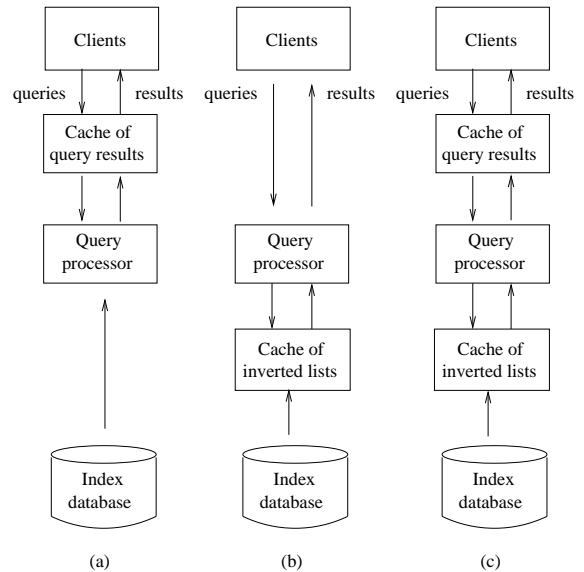 Clients
queries
results
Cache of
query results
Query
processor
Index
database
(a)
Clients
queries
results
Query
processor
Cache of
inverted lists
Index
database
(b)
Clients
queries
results
Cache of
query results
Query
processor
Cache of
inverted lists
Index
database
(c)